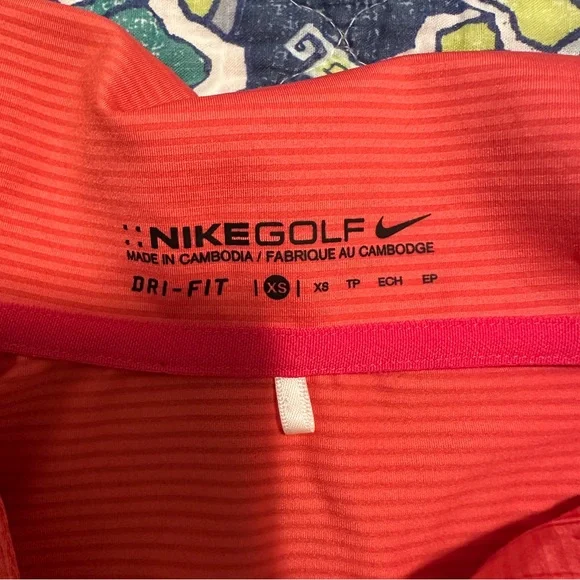 NIKEGOLF
MADE IN CAMBODIA / FABRIQUE AU CAMBODGE
DRI-FIT | XS | XS TP ECH EP